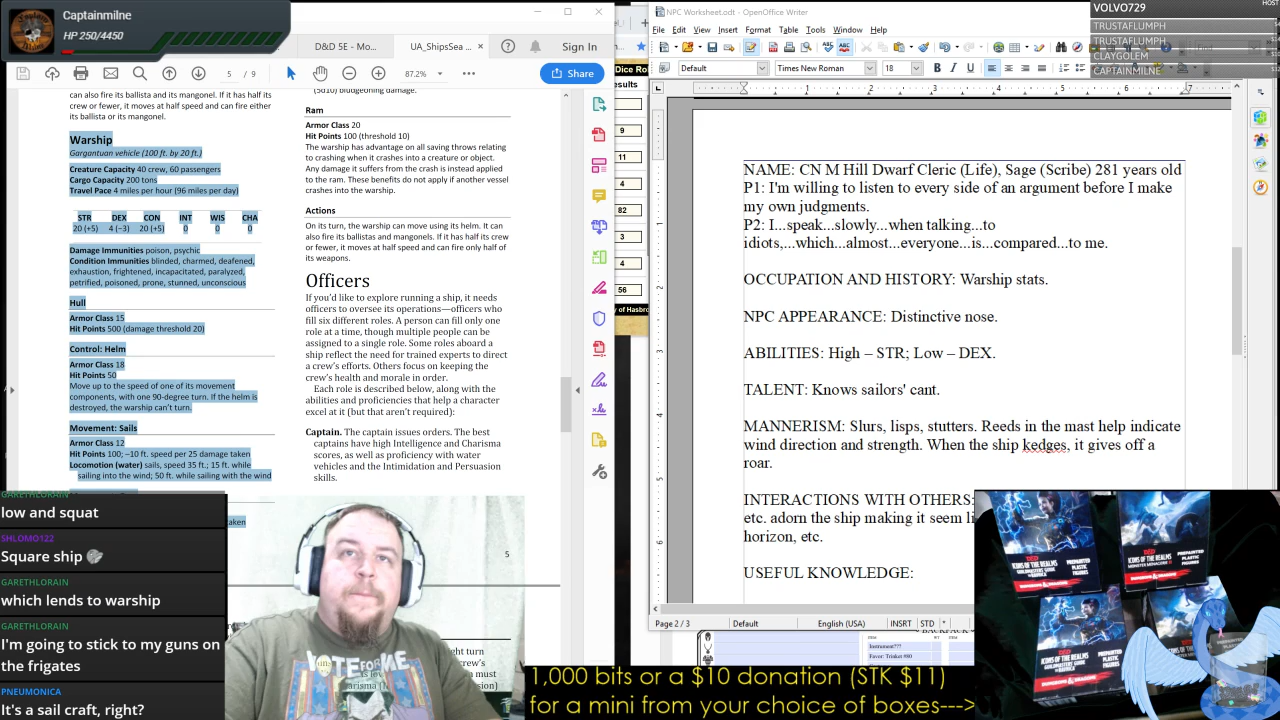 Captainmilne
HP 250/4450
D&D 5E - Mo...
UA_ShipsSea...
Sign In
/ 9
87.2%
Share
can also fire its ballista and its mangonel. If it has half its
crew or fewer, it moves at half speed and can fire either
its ballista or its mangonel.
Warship
Gargantuan vehicle (100 ft. by 20 ft.)
Creature Capacity 40 crew, 60 passengers
Cargo Capacity 200 tons
Travel Pace 4 miles per hour (96 miles per day)
STR DEX CON INT WIS CHA
20 (+5) 4 (−3) 20 (+5) 0 0 0
Damage Immunities poison, psychic
Condition Immunities blinded, charmed, deafened,
exhaustion, frightened, incapacitated, paralyzed,
petrified, poisoned, prone, stunned, unconscious
Hull
Armor Class 15
Hit Points 500 (damage threshold 20)
Control: Helm
Armor Class 18
Hit Points 50
Move up to the speed of one of its movement
components, with one 90-degree turn. If the helm is
destroyed, the warship can't turn.
Movement: Sails
Armor Class 12
Hit Points 100; −10 ft. speed per 25 damage taken
Locomotion (water) sails, speed 35 ft.; 15 ft. while
sailing into the wind; 50 ft. while sailing with the wind
taken
(5d10) bludgeoning damage.
Ram
Armor Class 20
Hit Points 100 (threshold 10)
The warship has advantage on all saving throws relating
to crashing when it crashes into a creature or object.
Any damage it suffers from the crash is instead applied
to the ram. These benefits do not apply if another vessel
crashes into the warship.
Actions
On its turn, the warship can move using its helm. It can
also fire its ballistas and mangonels. If it has half its crew
or fewer, it moves at half speed and can fire only half of
its weapons.
Officers
If you'd like to explore running a ship, it needs
officers to oversee its operations—officers who
fill six different roles. A person can fill only one
role at a time, though multiple people can be
assigned to a single role. Some roles aboard a
ship reflect the need for trained experts to direct
a crew's efforts. Others focus on keeping the
crew's health and morale in order.
Each role is described below, along with the
abilities and proficiencies that help a character
excel at it (but that aren't required):
Captain. The captain issues orders. The best
captains have high Intelligence and Charisma
scores, as well as proficiency with water
vehicles and the Intimidation and Persuasion
skills.
5
Dice Ro
esults
9
11
4
82
3
4
56
y of Hasbro
NPC Worksheet.odt - OpenOffice Writer
File Edit View Insert Format Table Tools Window Help
Default Times New Roman 18
NAME: CN M Hill Dwarf Cleric (Life), Sage (Scribe) 281 years old
P1: I'm willing to listen to every side of an argument before I make
my own judgments.
P2: I...speak...slowly...when talking...to
idiots,...which...almost...everyone...is...compared...to me.
OCCUPATION AND HISTORY: Warship stats.
NPC APPEARANCE: Distinctive nose.
ABILITIES: High – STR; Low – DEX.
TALENT: Knows sailors' cant.
MANNERISM: Slurs, lisps, stutters. Reeds in the mast help indicate
wind direction and strength. When the ship kedges, it gives off a
roar.
INTERACTIONS WITH OTHERS:
etc. adorn the ship making it seem li
horizon, etc.
USEFUL KNOWLEDGE:
Page 2 / 3 Default English (USA) INSRT STD
Instrument???
Favor: Trinket #80
HOST
VOLVO729
TRUSTAFLUMPH
TRUSTAFLUMPH
CLAYGOLEM
CAPTAINMILNE
GARETHLORAIN
low and squat
SHLOMO122
Square ship
GARETHLORAIN
which lends to warship
GARETHLORAIN
I'm going to stick to my guns on
the frigates
PNEUMONICA
It's a sail craft, right?
1,000 bits or a $10 donation (STK $11)
for a mini from your choice of boxes--->
ICONS OF THE REALMS
DUNGEONS & DRAGONS